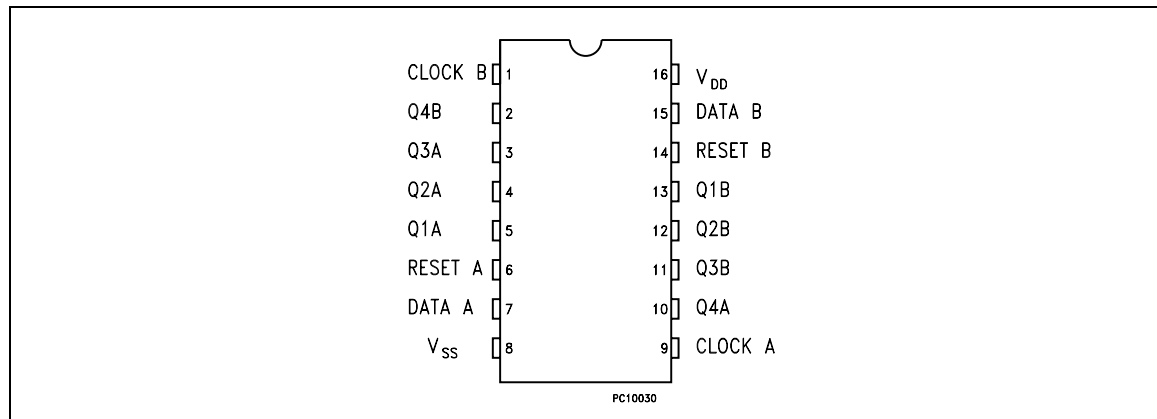 CLOCK B 1 16 VDD
Q4B 2 15 DATA B
Q3A 3 14 RESET B
Q2A 4 13 Q1B
Q1A 5 12 Q2B
RESET A 6 11 Q3B
DATA A 7 10 Q4A
VSS 8 9 CLOCK A
PC10030